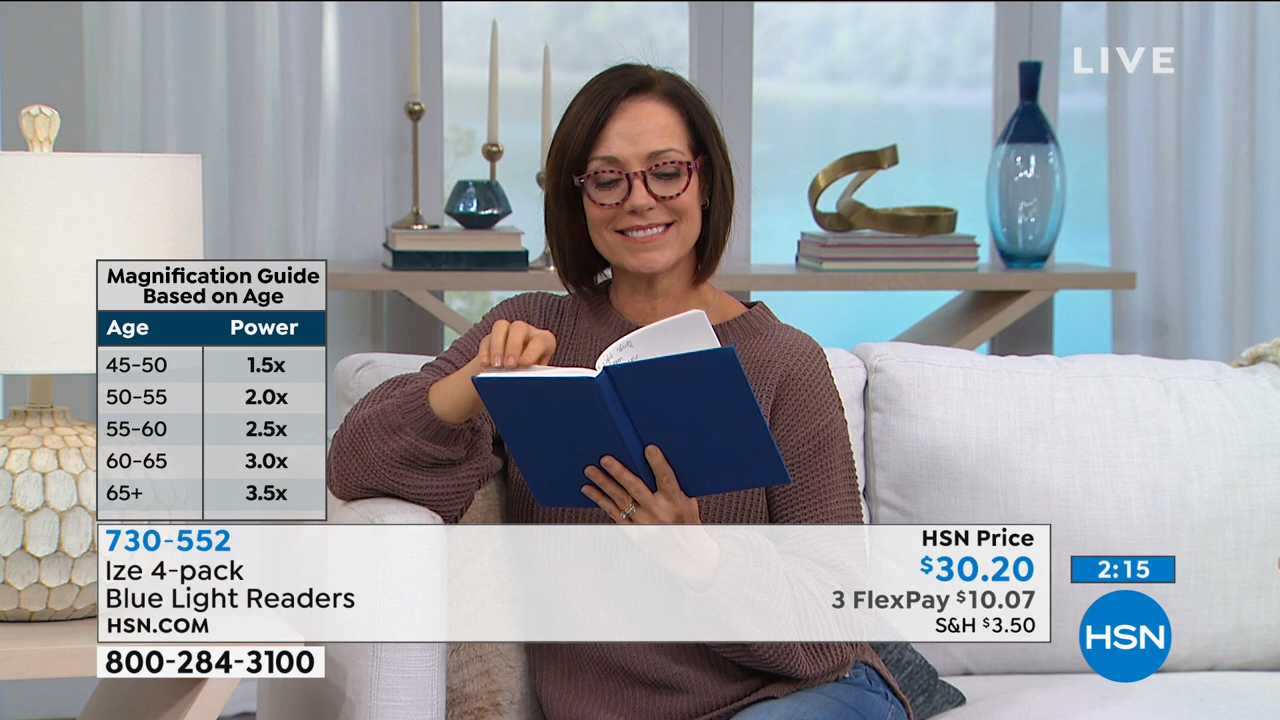 LIVE
Magnification Guide
Based on Age
Age Power
45-50 1.5x
50-55 2.0x
55-60 2.5x
60-65 3.0x
65+ 3.5x
730-552
Ize 4-pack
Blue Light Readers
HSN.COM
800-284-3100
HSN Price
$30.20
3 FlexPay $10.07
S&H $3.50
2:15
HSN